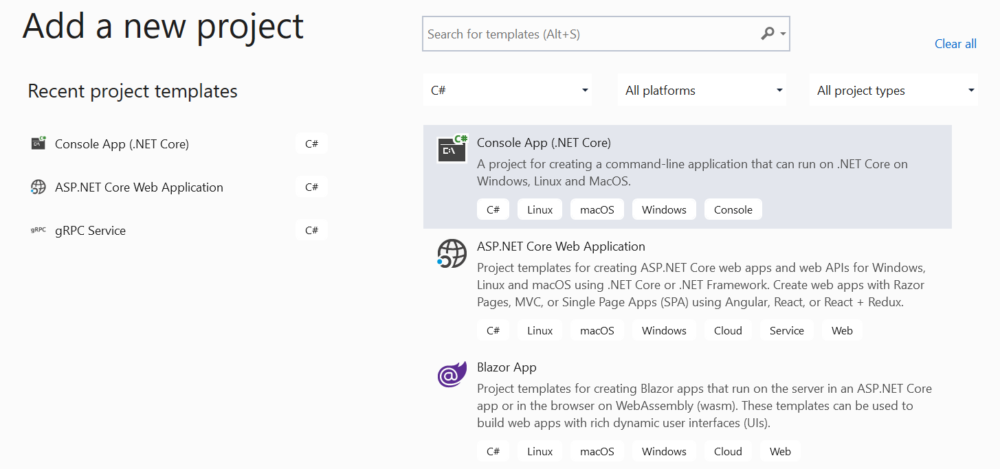 Add a new project
Search for templates (Alt+S)
Clear all
Recent project templates
C#
All platforms
All project types
Console App (.NET Core)
C#
ASP.NET Core Web Application
C#
gRPC
gRPC Service
C#
C#
C:\
Console App (.NET Core)
A project for creating a command-line application that can run on .NET Core on
Windows, Linux and MacOS.
C# Linux macOS Windows Console
ASP.NET Core Web Application
Project templates for creating ASP.NET Core web apps and web APIs for Windows,
Linux and macOS using .NET Core or .NET Framework. Create web apps with Razor
Pages, MVC, or Single Page Apps (SPA) using Angular, React, or React + Redux.
C# Linux macOS Windows Cloud Service Web
@
Blazor App
Project templates for creating Blazor apps that run on the server in an ASP.NET Core
app or in the browser on WebAssembly (wasm). These templates can be used to
build web apps with rich dynamic user interfaces (UIs).
C# Linux macOS Windows Cloud Web